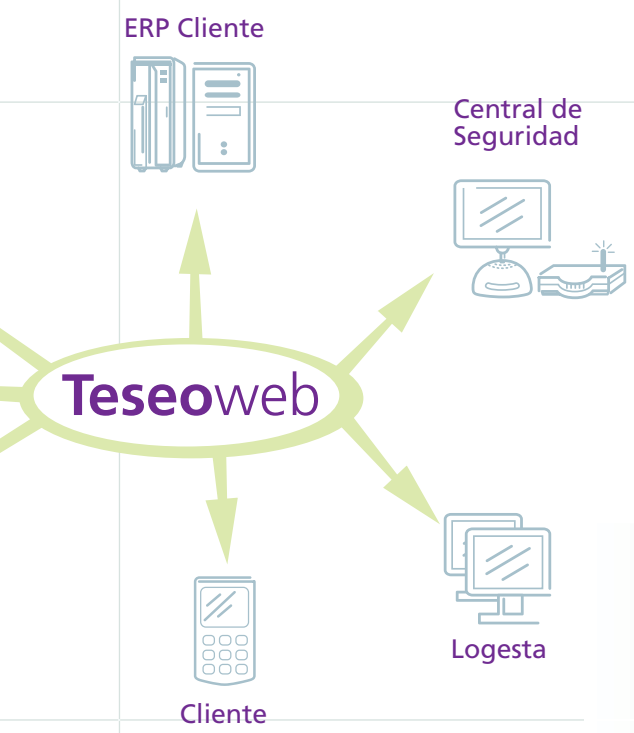 ERP Cliente
Central de
Seguridad
Teseoweb
Logesta
Cliente